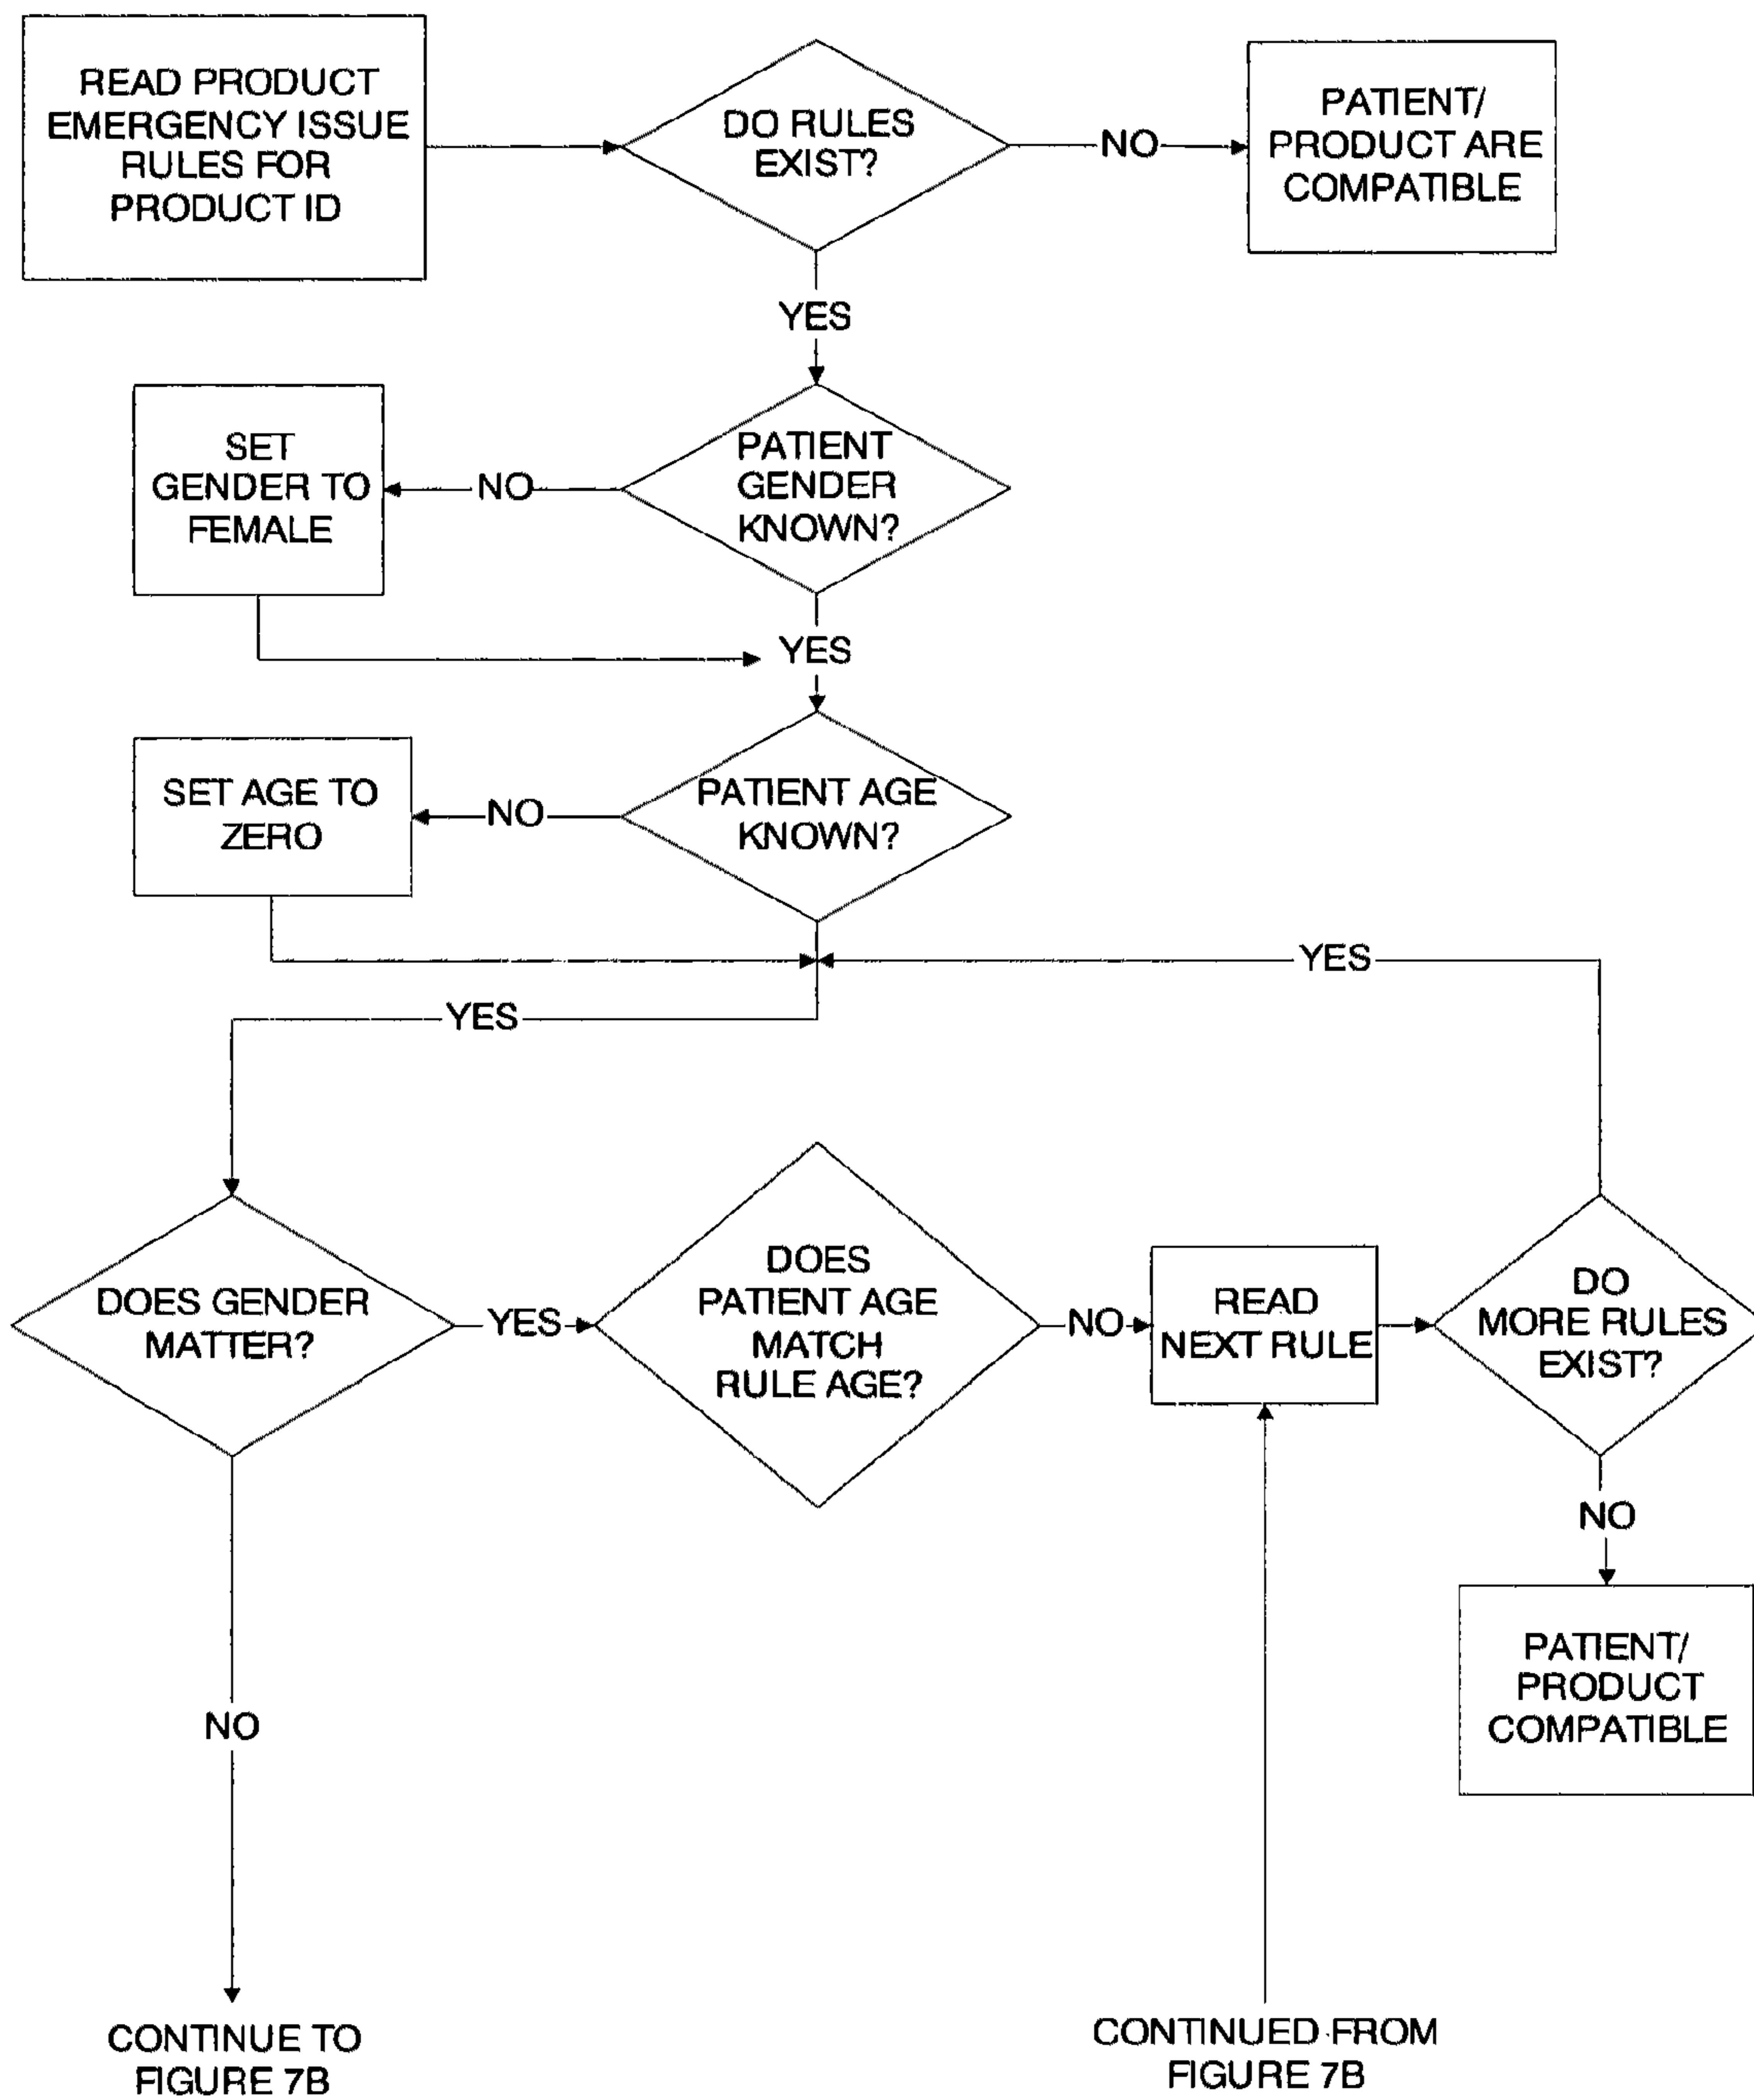 READ PRODUCT
EMERGENCY ISSUE
RULES FOR
PRODUCT ID
DO RULES
EXIST?
NO
PATIENT/
PRODUCT ARE
COMPATIBLE
YES
SET
GENDER TO
FEMALE
NO
PATIENT
GENDER
KNOWN?
YES
SET AGE TO
ZERO
NO
PATIENT AGE
KNOWN?
YES
YES
DOES GENDER
MATTER?
YES
DOES
PATIENT AGE
MATCH
RULE AGE?
NO
READ
NEXT RULE
DO
MORE RULES
EXIST?
NO
PATIENT/
PRODUCT
COMPATIBLE
NO
CONTINUE TO
FIGURE 7B
CONTINUED FROM
FIGURE 7B